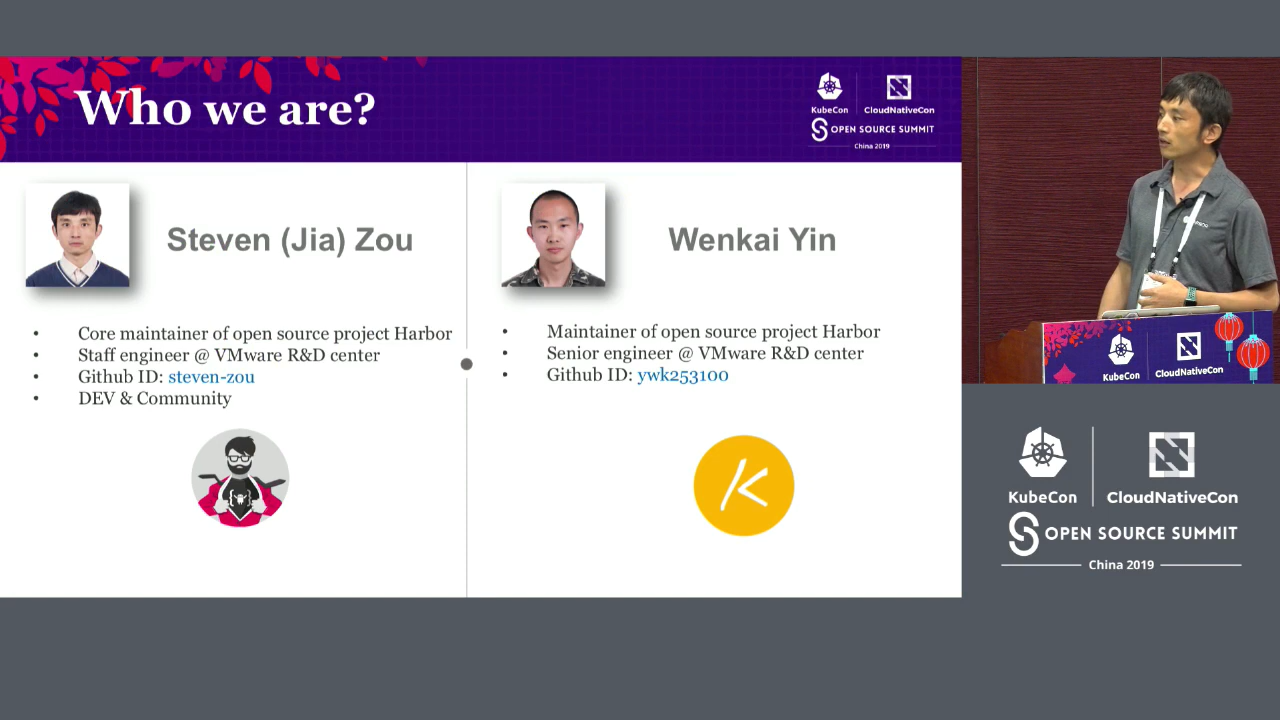 Who we are?
KubeCon
CloudNativeCon
OPEN SOURCE SUMMIT
China 2019
Steven (Jia) Zou
• Core maintainer of open source project Harbor
• Staff engineer @ VMware R&D center
• Github ID: steven-zou
• DEV & Community
Wenkai Yin
• Maintainer of open source project Harbor
• Senior engineer @ VMware R&D center
• Github ID: ywk253100
KubeCon
CloudNativeCon
KubeCon
CloudNativeCon
OPEN SOURCE SUMMIT
China 2019